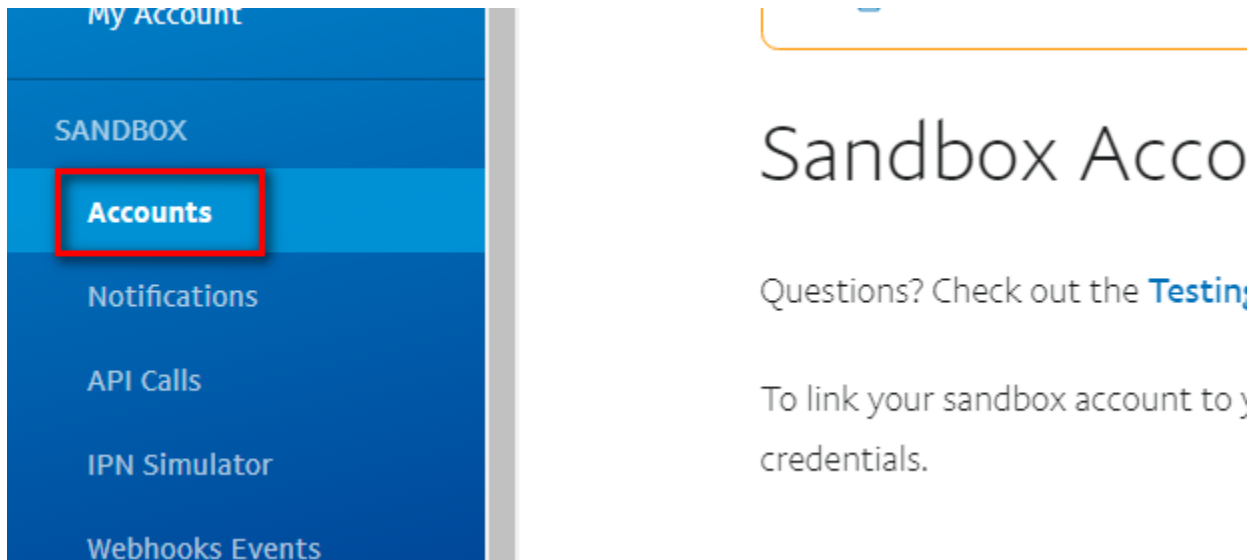 My Account
SANDBOX
Accounts
Notifications
API Calls
IPN Simulator
Webhooks Events
Sandbox Acco
Questions? Check out the Testing
To link your sandbox account to y
credentials.